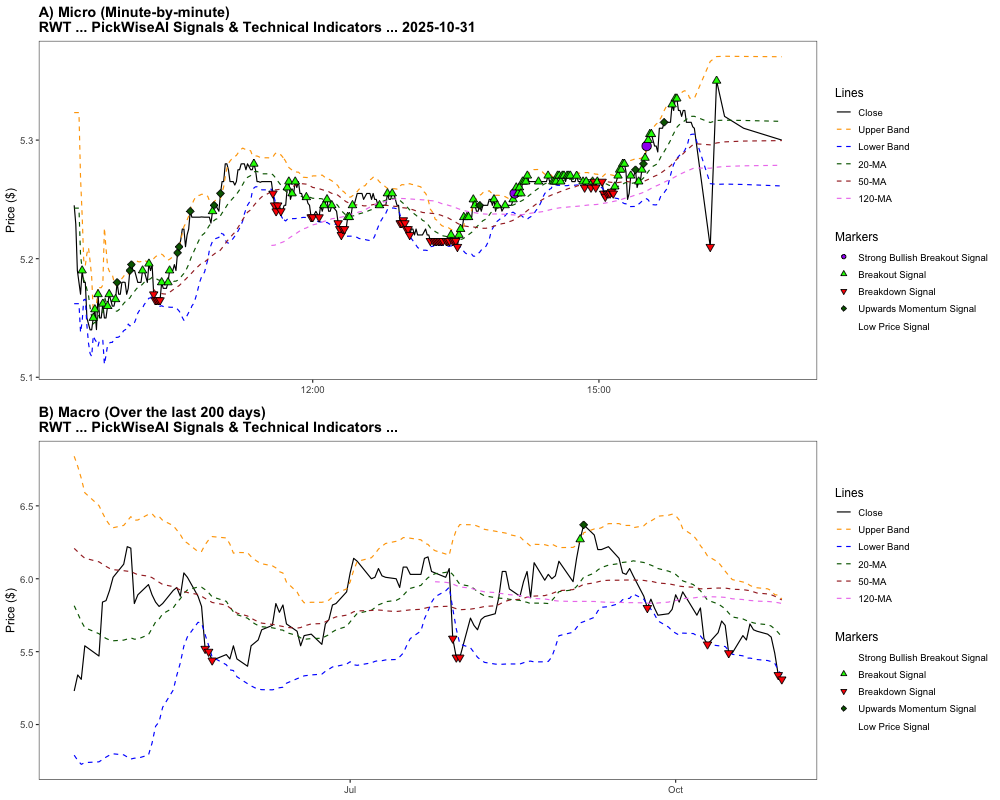 A) Micro (Minute-by-minute)
RWT ... PickWiseAI Signals & Technical Indicators ... 2025-10-31
Price ($)
5.3
5.2
5.1
12:00
15:00
Lines
Close
Upper Band
Lower Band
20-MA
50-MA
120-MA
Markers
Strong Bullish Breakout Signal
Breakout Signal
Breakdown Signal
Upwards Momentum Signal
Low Price Signal
B) Macro (Over the last 200 days)
RWT ... PickWiseAI Signals & Technical Indicators ...
Price ($)
6.5
6.0
5.5
5.0
Jul
Oct
Lines
Close
Upper Band
Lower Band
20-MA
50-MA
120-MA
Markers
Strong Bullish Breakout Signal
Breakout Signal
Breakdown Signal
Upwards Momentum Signal
Low Price Signal